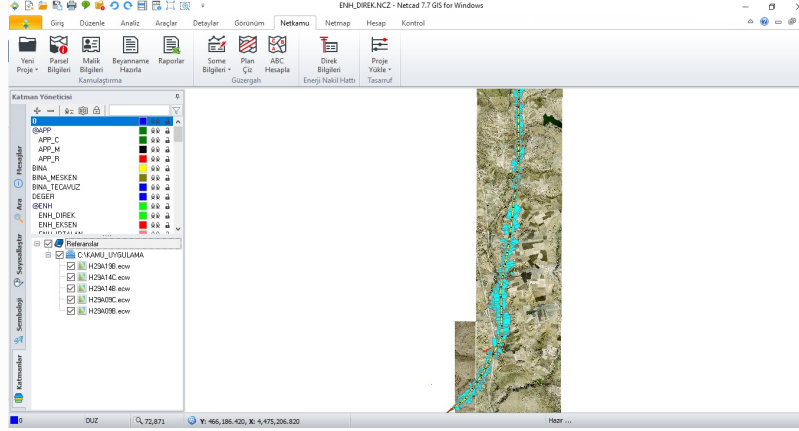 ENH_DIREK.NCZ - Netcad 7.7 GIS for Windows
Giriş Düzenle Analiz Araçlar Detaylar Görünüm Netkamu Netmap Hesap Kontrol
Yeni Proje Parsel Bilgileri Malik Bilgileri Beyanname Hazırla Raporlar Some Bilgileri Plan Çiz ABC Hesapla Direk Bilgileri Proje Yükle
Kamulaştırma Güzergah Enerji Nakil Hattı Tasarruf
Katman Yöneticisi
0
@APP
APP_C
APP_M
APP_R
BINA
BINA_MESKEN
BINA_TECAVUZ
DEGER
@ENH
ENH_DIREK
ENH_EKSEN
Referanslar
C:\KAMU_UYGULAMA
H29A19B.ecw
H29A14C.ecw
H29A14B.ecw
H29A09C.ecw
H29A09B.ecw
Mesajlar
Ara
Sayısallaştır
Semboloji
Katmanlar
0 DUZ 72,871 Y: 466,186.420, X: 4,475,206.820 Hazır ...